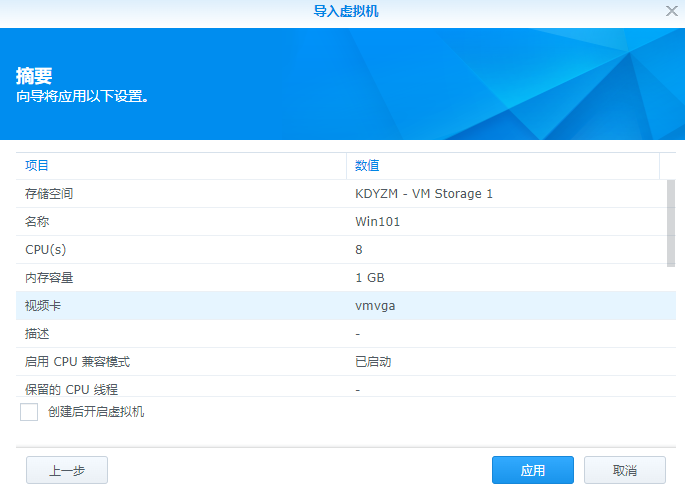 导入虚拟机
摘要
向导将应用以下设置。
项目 数值
存储空间 KDYZM - VM Storage 1
名称 Win101
CPU(s) 8
内存容量 1 GB
视频卡 vmvga
描述 -
启用 CPU 兼容模式 已启动
保留的 CPU 线程 -
创建后开启虚拟机
上一步 应用 取消